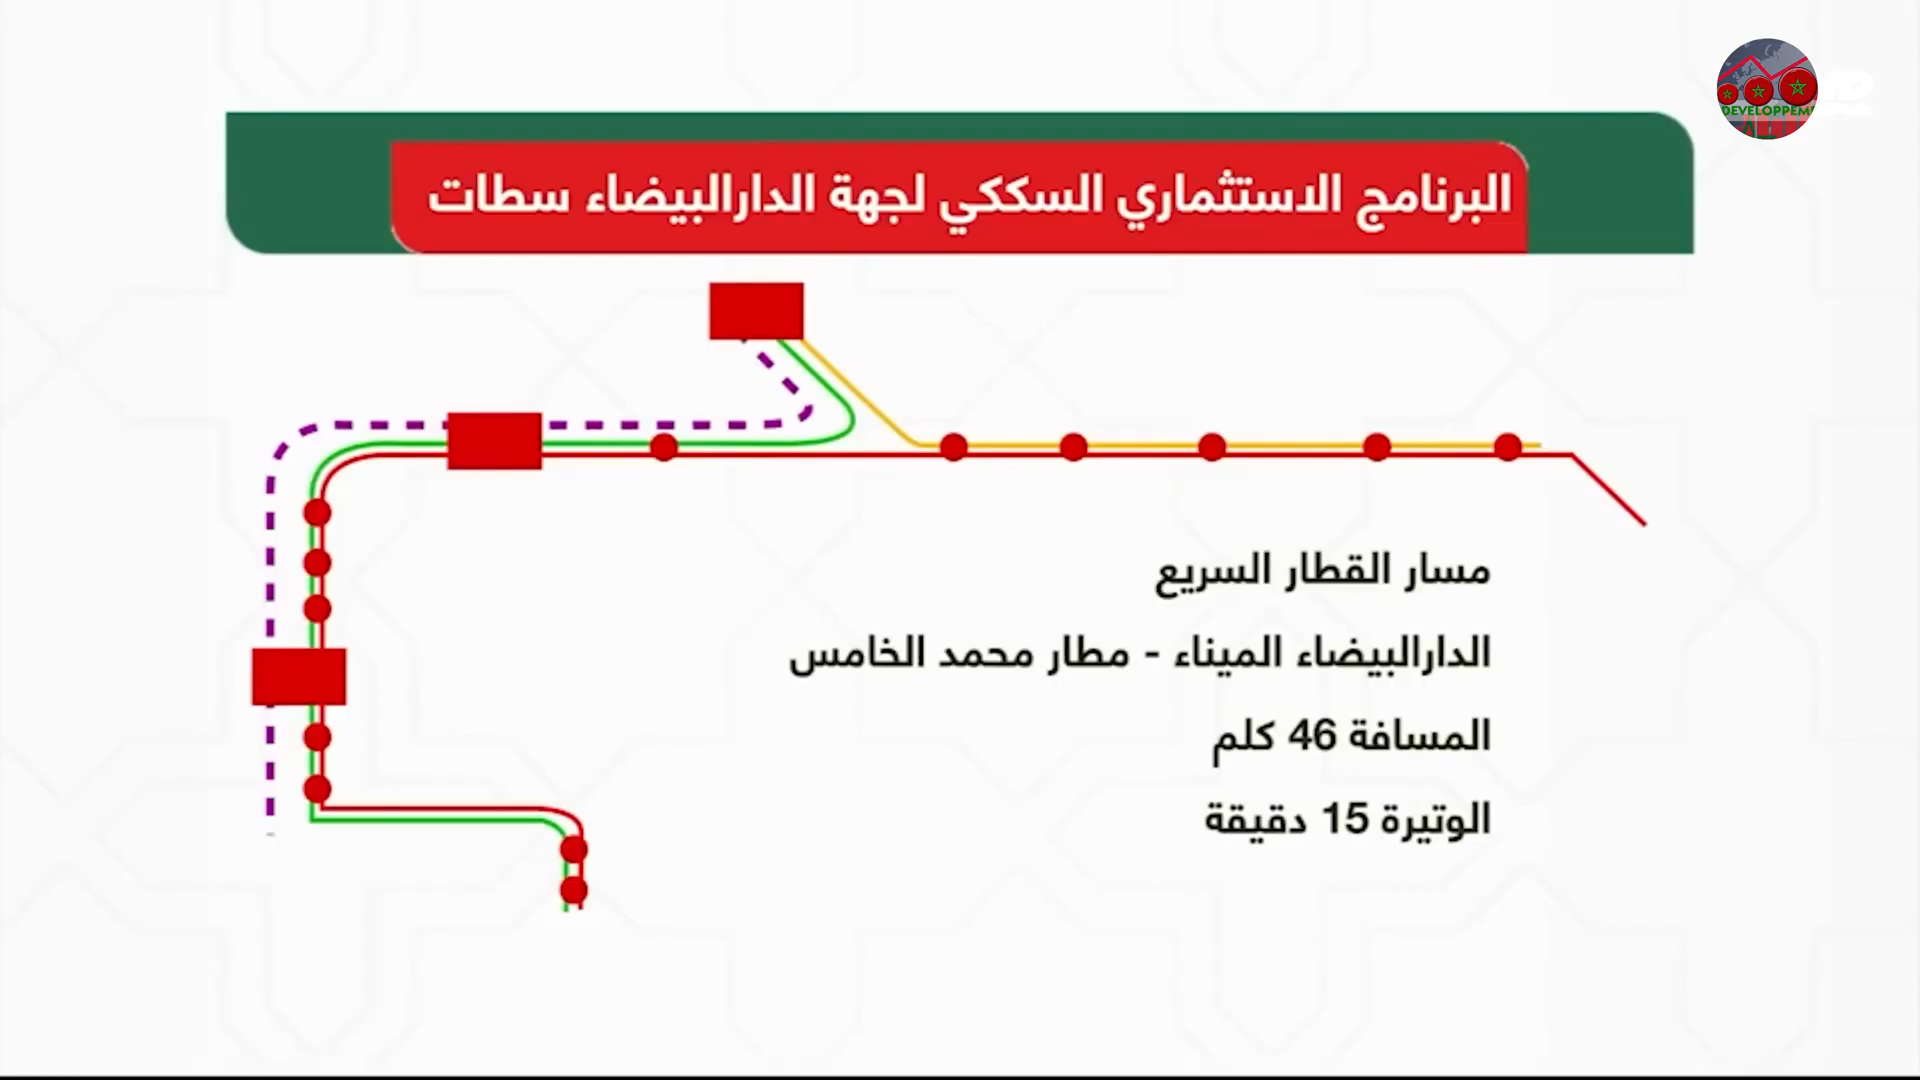 البرنامج الاستثماري السككي لجهة الدارالبيضاء سطات
مسار القطار السريع
الدارالبيضاء الميناء - مطار محمد الخامس
المسافة 46 كلم
الوتيرة 15 دقيقة